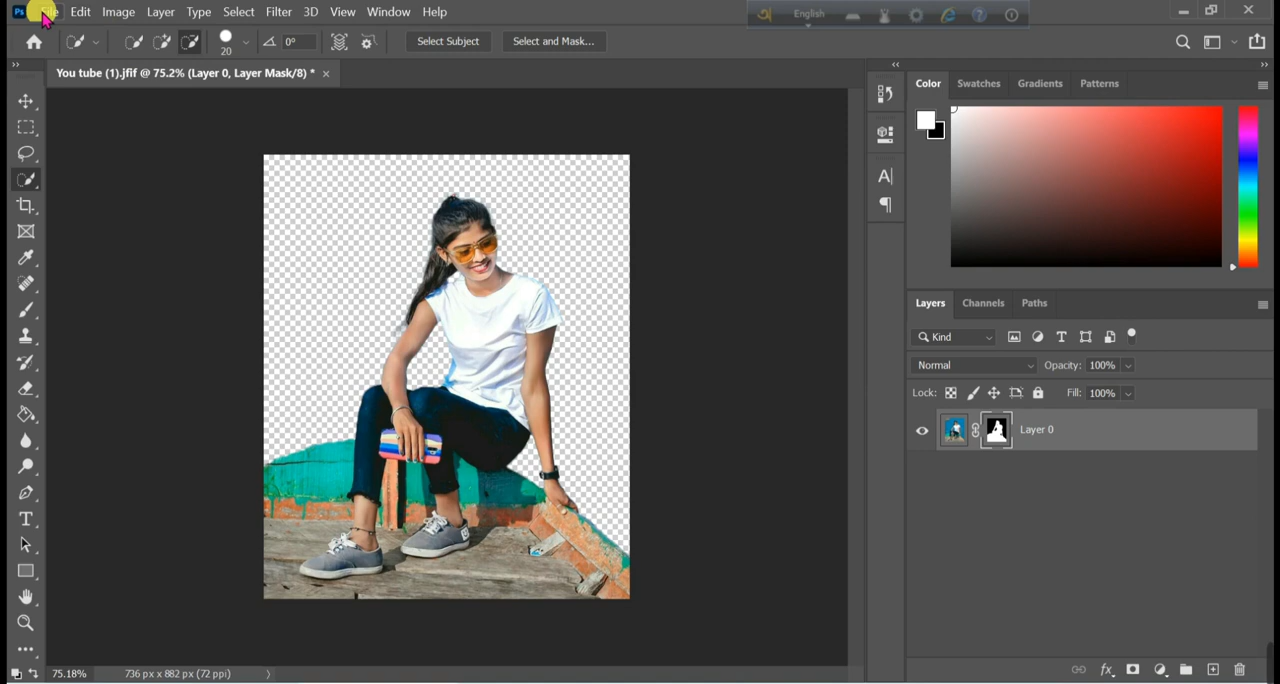 Ps File Edit Image Layer Type Select Filter 3D View Window Help
English
20 0° Select Subject Select and Mask...
You tube (1).jfif @ 75.2% (Layer 0, Layer Mask/8) * ×
Color Swatches Gradients Patterns
Layers Channels Paths
Kind
Normal Opacity: 100%
Lock: Fill: 100%
Layer 0
75.18% 736 px x 882 px (72 ppi)